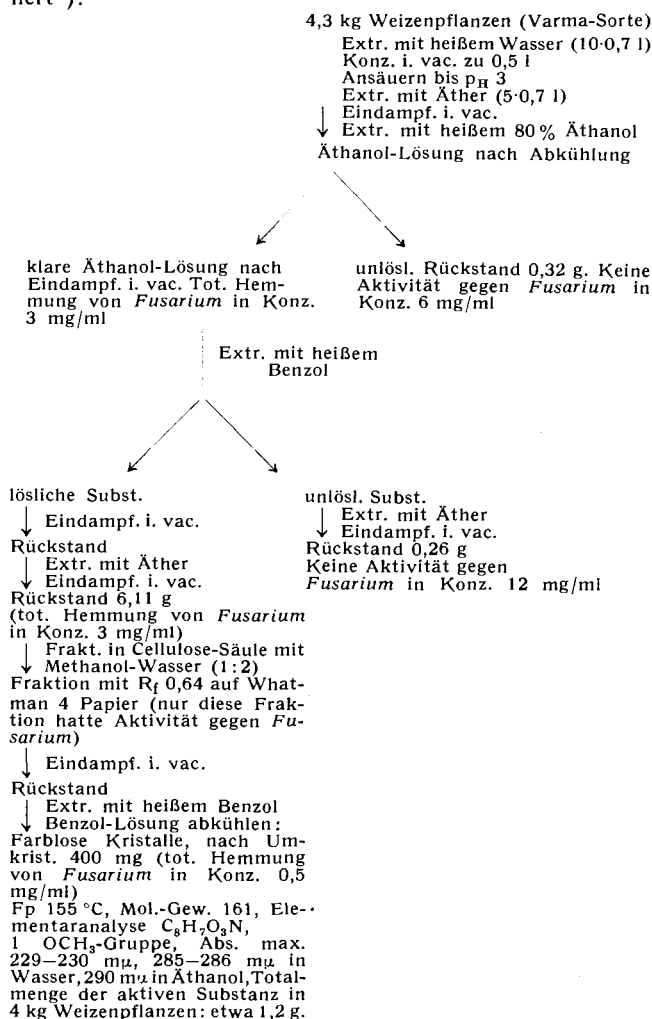 4,3 kg Weizenpflanzen (Varma-Sorte)
Extr. mit heißem Wasser (10·0,7 l)
Konz. i. vac. zu 0,5 l
Ansäuern bis pH 3
Extr. mit Äther (5·0,7 l)
Eindampf. i. vac.
Extr. mit heißem 80 % Äthanol
Äthanol-Lösung nach Abkühlung
klare Äthanol-Lösung nach
Eindampf. i. vac. Tot. Hem-
mung von Fusarium in Konz.
3 mg/ml
unlösl. Rückstand 0,32 g. Keine
Aktivität gegen Fusarium in
Konz. 6 mg/ml
Extr. mit heißem
Benzol
lösliche Subst.
Eindampf. i. vac.
Rückstand
Extr. mit Äther
Eindampf. i. vac.
Rückstand 6,11 g
(tot. Hemmung von Fusarium
in Konz. 3 mg/ml)
Frakt. in Cellulose-Säule mit
Methanol-Wasser (1:2)
Fraktion mit Rf 0,64 auf What-
man 4 Papier (nur diese Frak-
tion hatte Aktivität gegen Fu-
sarium)
Eindampf. i. vac.
Rückstand
Extr. mit heißem Benzol
Benzol-Lösung abkühlen:
Farblose Kristalle, nach Um-
krist. 400 mg (tot. Hemmung
von Fusarium in Konz. 0,5
mg/ml)
Fp 155 °C, Mol.-Gew. 161, Ele-
mentaranalyse C₈H₇O₃N,
1 OCH₃-Gruppe, Abs. max.
229–230 mμ, 285–286 mμ in
Wasser, 290 mμ in Äthanol, Total-
menge der aktiven Substanz in
4 kg Weizenpflanzen: etwa 1,2 g.
unlösl. Subst.
Extr. mit Äther
Eindampf. i. vac.
Rückstand 0,26 g
Keine Aktivität gegen
Fusarium in Konz. 12 mg/ml